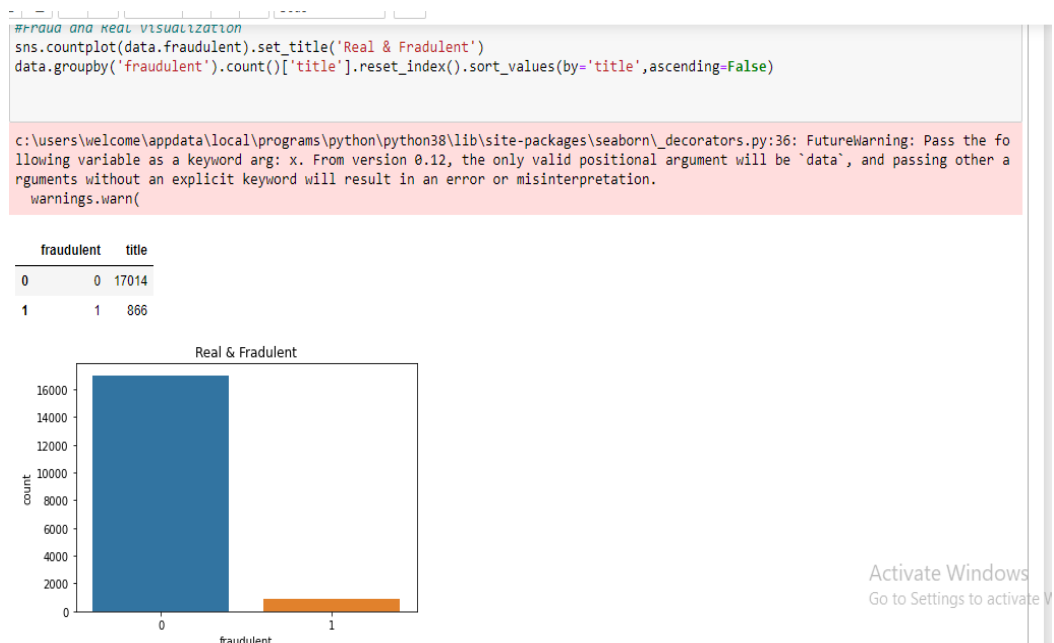 #Fraud and Real visualization
sns.countplot(data.fraudulent).set_title('Real & Fradulent')
data.groupby('fraudulent').count()['title'].reset_index().sort_values(by='title',ascending=False)
c:\users\welcome\appdata\local\programs\python\python38\lib\site-packages\seaborn\_decorators.py:36: FutureWarning: Pass the fo
llowing variable as a keyword arg: x. From version 0.12, the only valid positional argument will be `data`, and passing other a
rguments without an explicit keyword will result in an error or misinterpretation.
warnings.warn(
fraudulent title
0 0 17014
1 1 866
Real & Fradulent
16000
14000
12000
10000
8000
6000
4000
2000
0
count
0 1
fraudulent
Activate Windows
Go to Settings to activate W